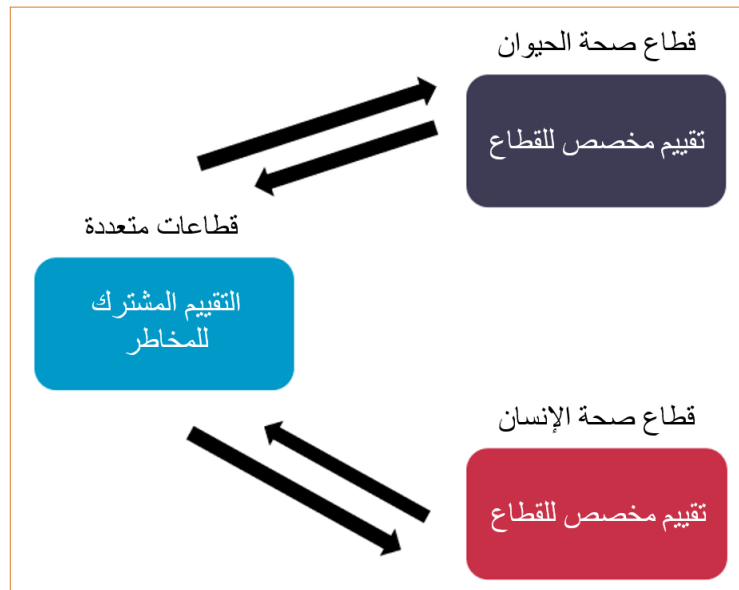 قطاع صحة الحيوان
تقييم مخصص للقطاع
قطاعات متعددة
التقييم المشترك
للمخاطر
قطاع صحة الإنسان
تقييم مخصص للقطاع